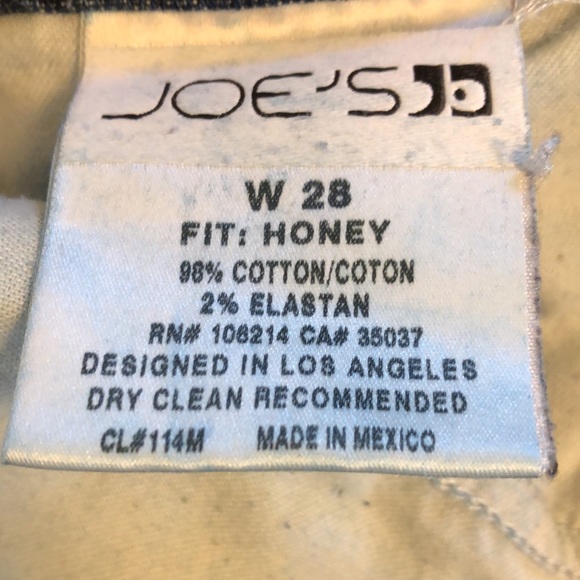 JOE'S
W 28
FIT: HONEY
98% COTTON/COTON
2% ELASTAN
RN# 106214 CA# 35037
DESIGNED IN LOS ANGELES
DRY CLEAN RECOMMENDED
CL#114M MADE IN MEXICO